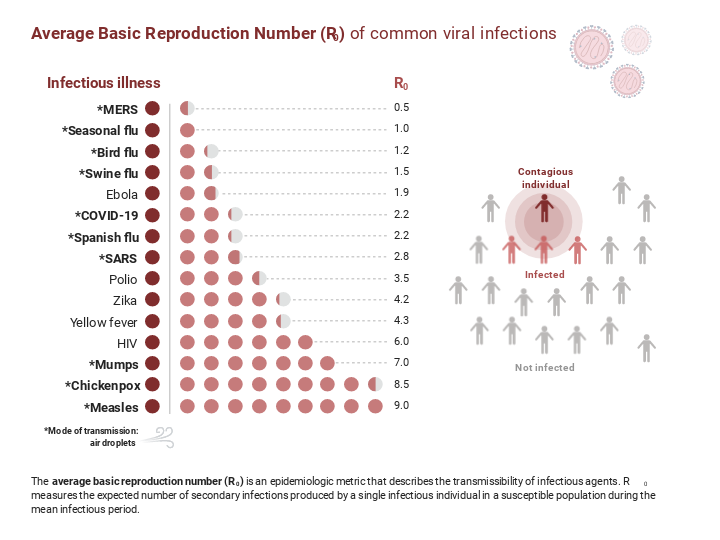 Average Basic Reproduction Number (R0) of common viral infections
Infectious illness R0
*MERS 0.5
*Seasonal flu 1.0
*Bird flu 1.2
*Swine flu 1.5
Ebola 1.9
*COVID-19 2.2
*Spanish flu 2.2
*SARS 2.8
Polio 3.5
Zika 4.2
Yellow fever 4.3
HIV 6.0
*Mumps 7.0
*Chickenpox 8.5
*Measles 9.0
*Mode of transmission:
air droplets
Contagious
individual
Infected
Not infected
The average basic reproduction number (R0) is an epidemiologic metric that describes the transmissibility of infectious agents. R0
measures the expected number of secondary infections produced by a single infectious individual in a susceptible population during the
mean infectious period.